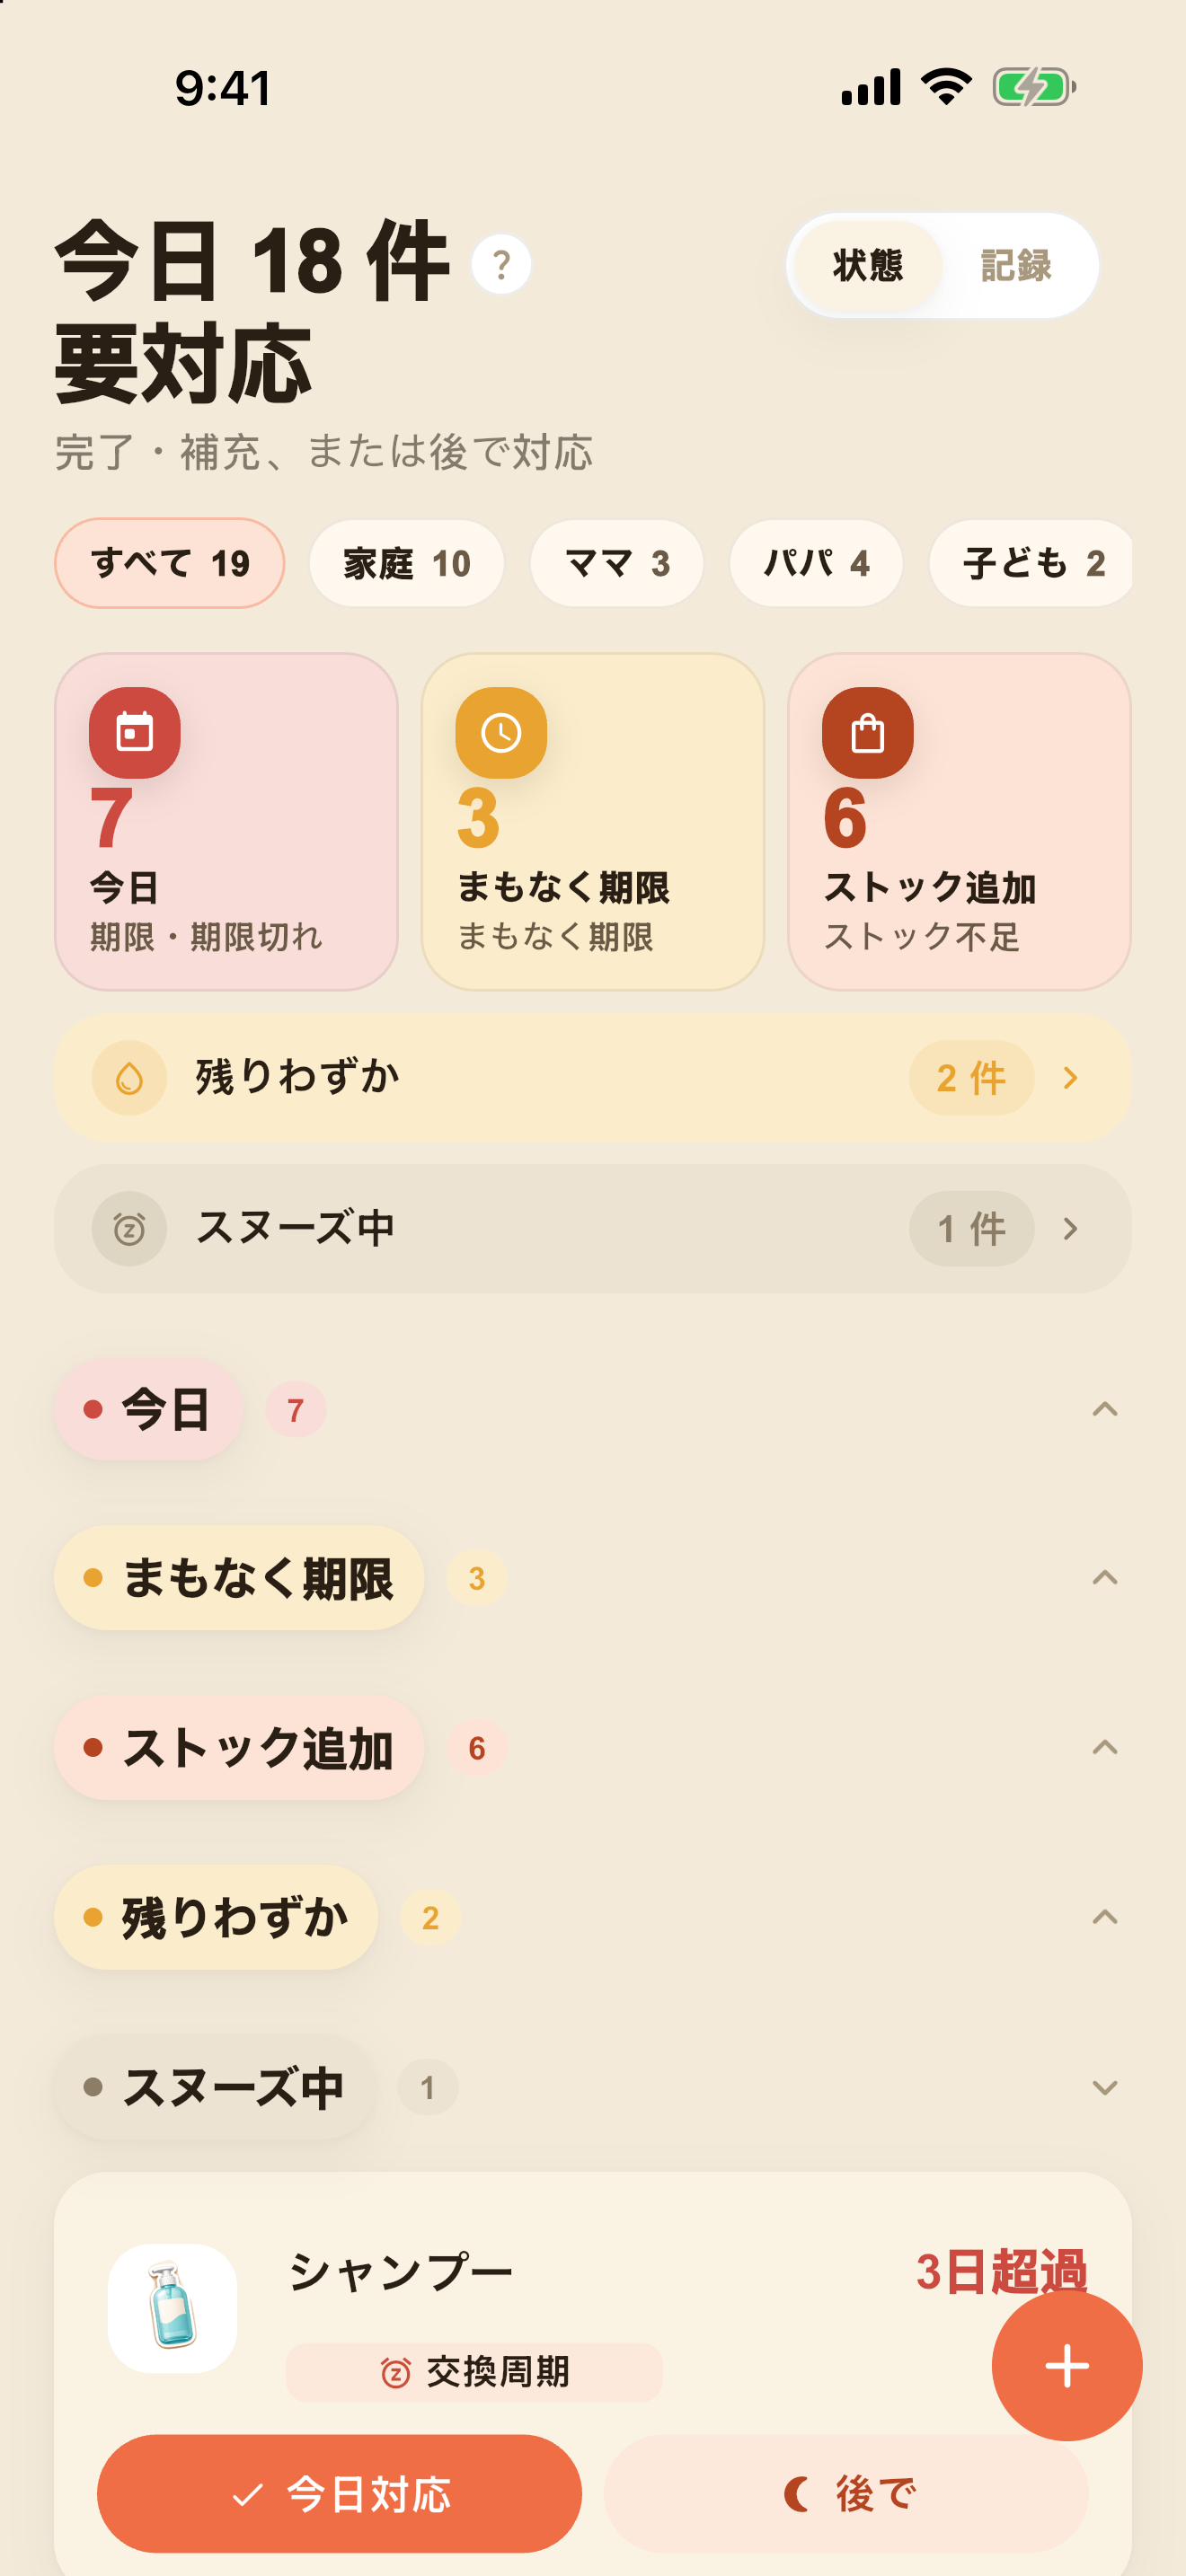 9:41
今日 18 件 ?
要対応
状態 記録
完了・補充、または後で対応
すべて 19 家庭 10 ママ 3 パパ 4 子ども 2
7
今日
期限・期限切れ
3
まもなく期限
まもなく期限
6
ストック追加
ストック不足
残りわずか 2 件
スヌーズ中 1 件
今日 7
まもなく期限 3
ストック追加 6
残りわずか 2
スヌーズ中 1
シャンプー 3日超過
交換周期
今日対応 後で